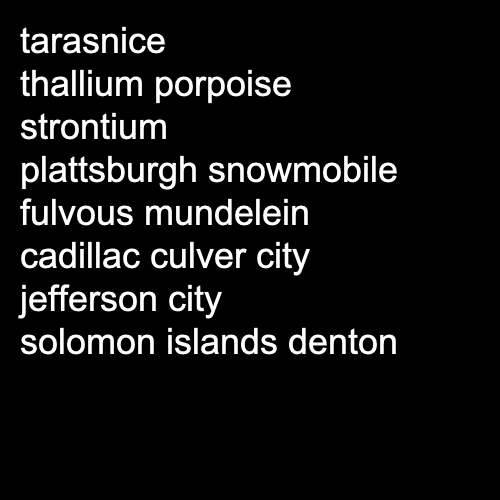 tarasnice
thallium porpoise
strontium
plattsburgh snowmobile
fulvous mundelein
cadillac culver city
jefferson city
solomon islands denton